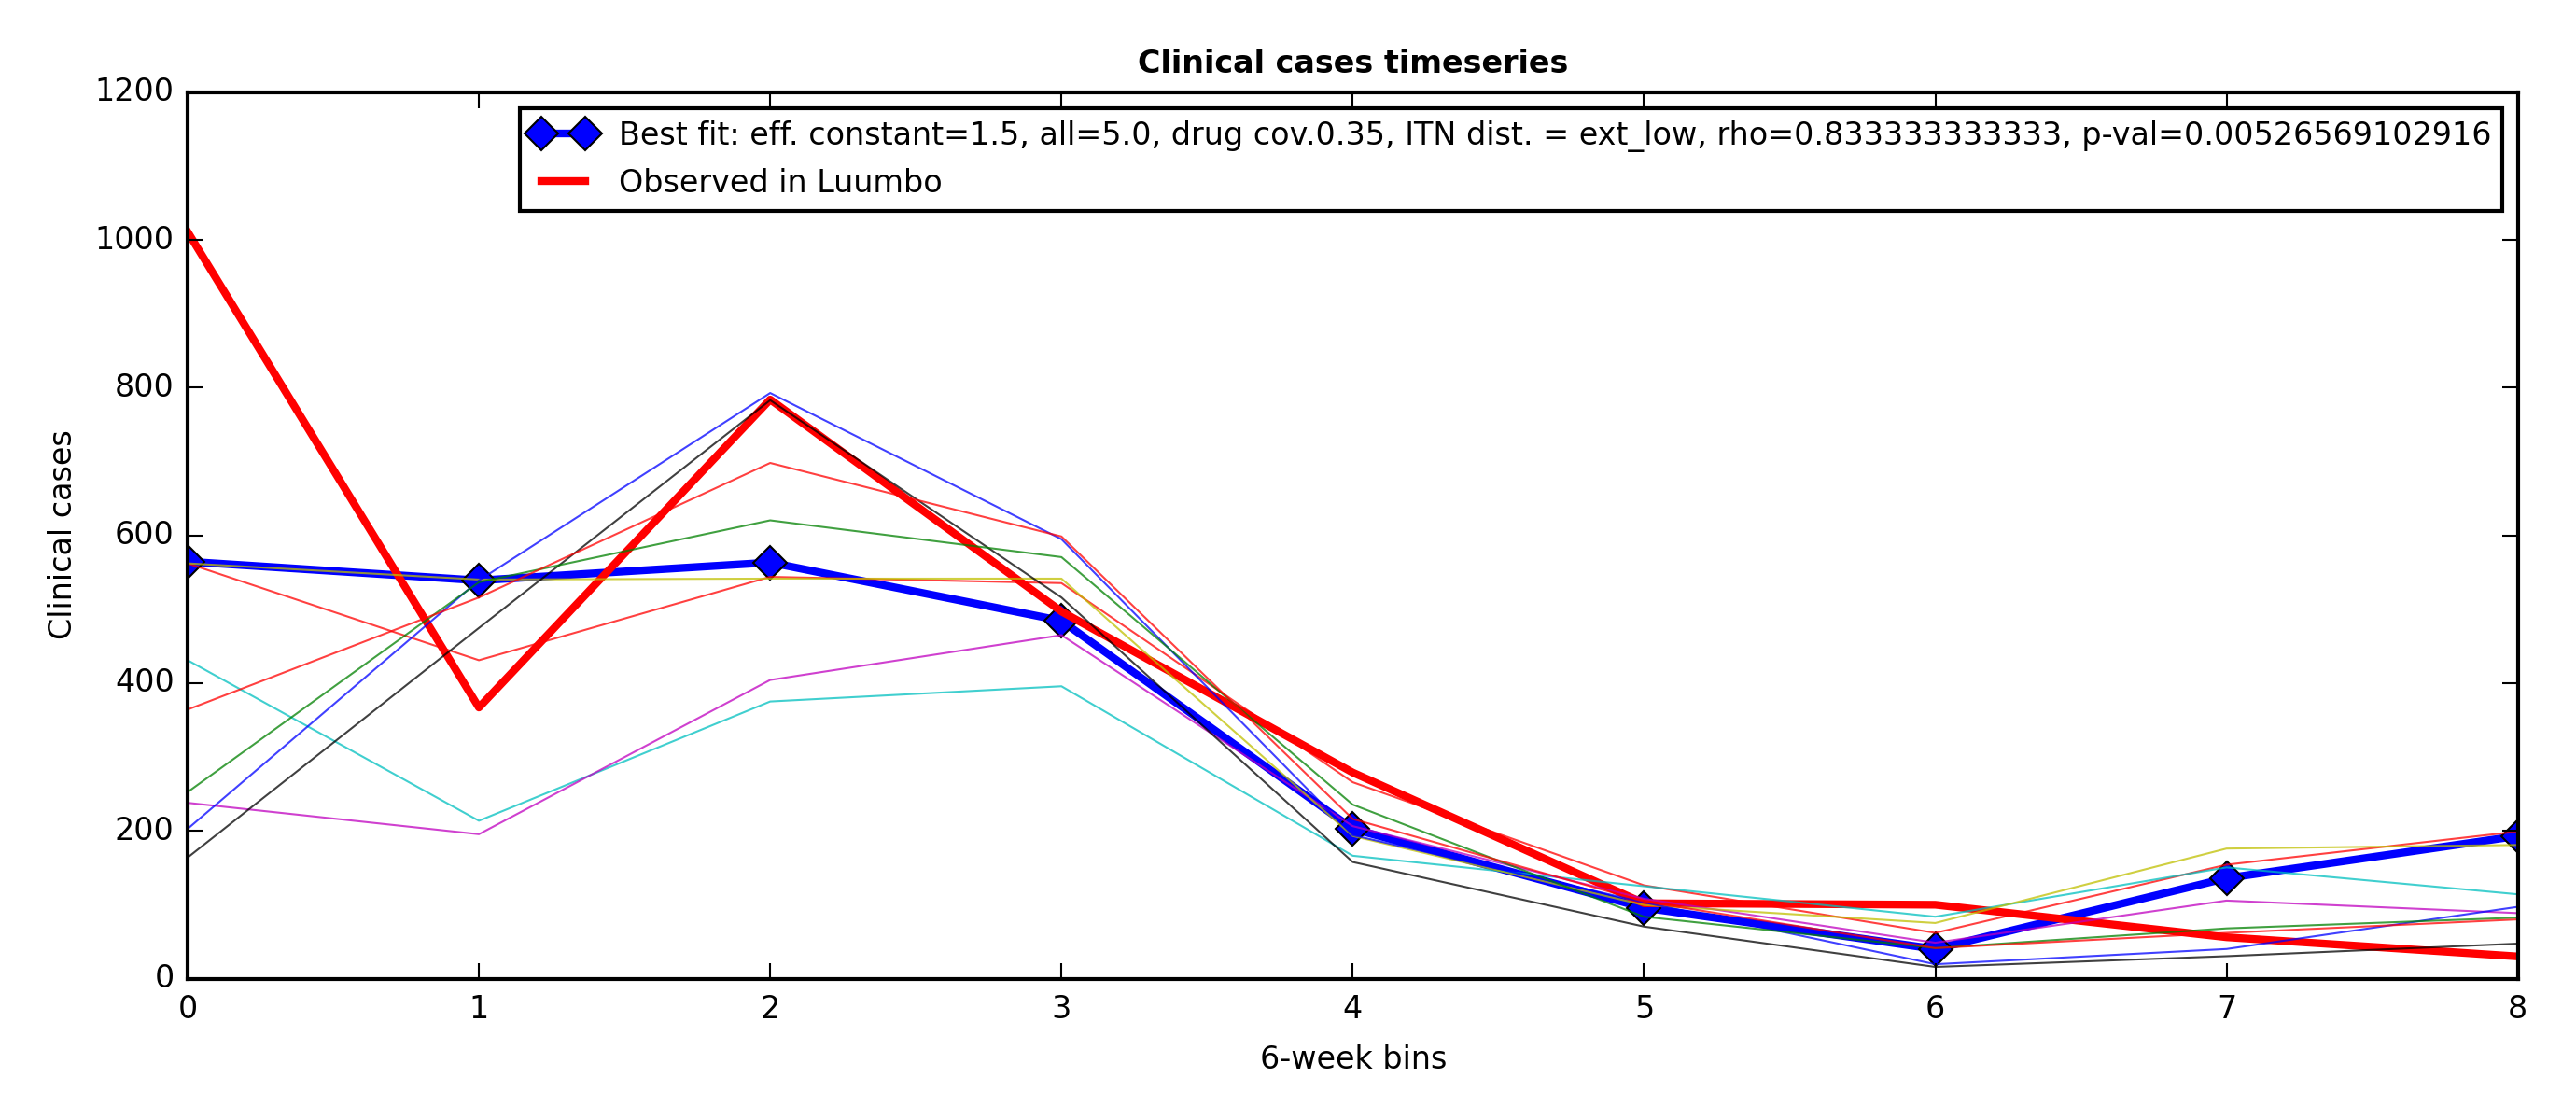 Clinical cases timeseries
1200
1000
800
600
400
200
0
Clinical cases
Best fit: eff. constant=1.5, all=5.0, drug cov.0.35, ITN dist. = ext_low, rho=0.833333333333, p-val=0.00526569102916
Observed in Luumbo
0 1 2 3 4 5 6 7 8
6-week bins